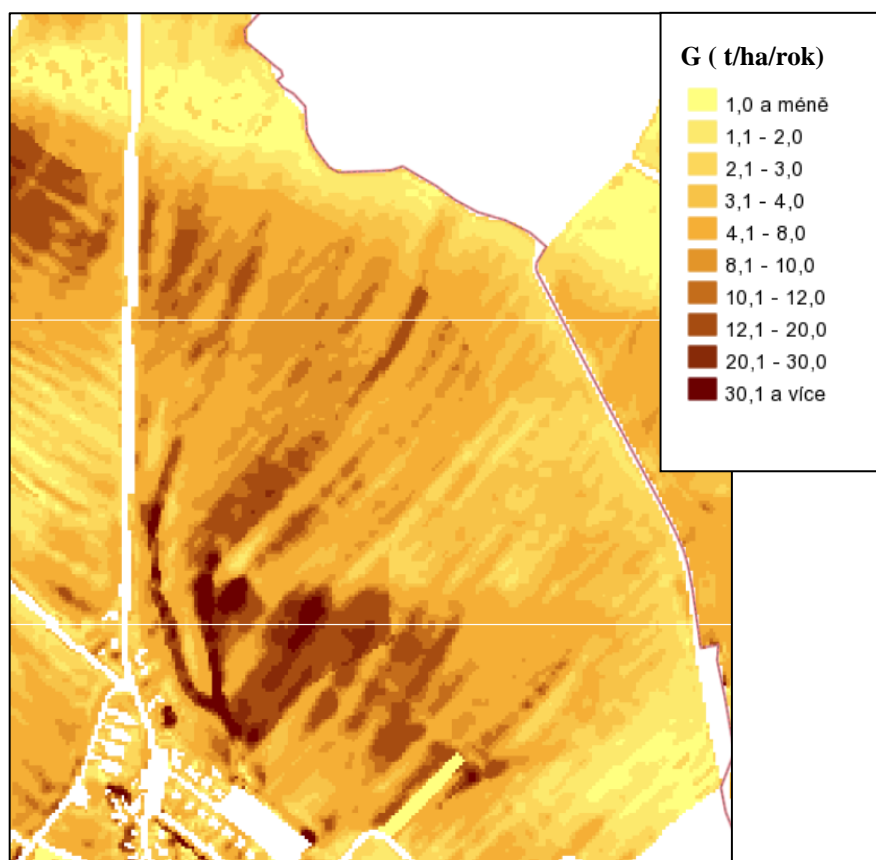 G ( t/ha/rok)
1,0 a méně
1,1 - 2,0
2,1 - 3,0
3,1 - 4,0
4,1 - 8,0
8,1 - 10,0
10,1 - 12,0
12,1 - 20,0
20,1 - 30,0
30,1 a více